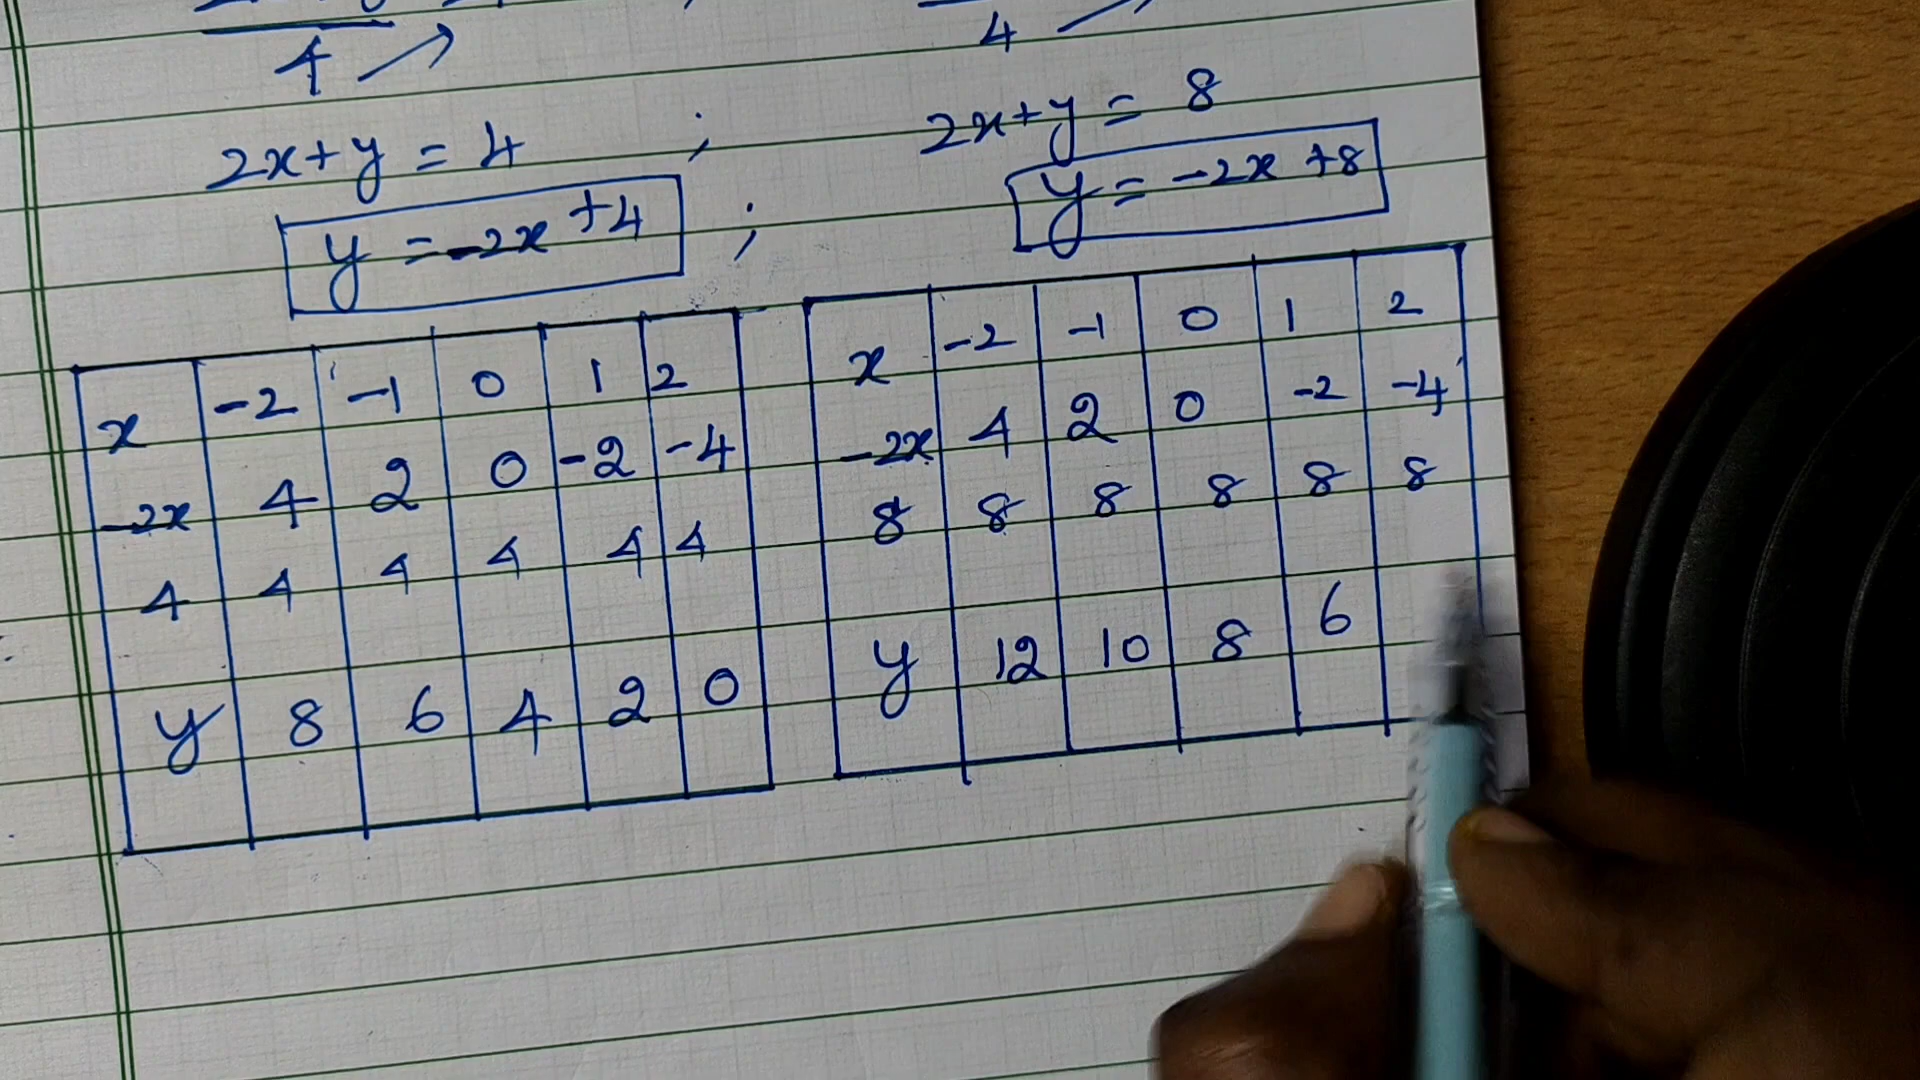 4 4
2x+y = 4 ; 2x+y = 8
y = -2x +4 ; y = -2x +8
x -2 -1 0 1 2
-2x 4 2 0 -2 -4
4 4 4 4 4 4
y 8 6 4 2 0
x -2 -1 0 1 2
-2x 4 2 0 -2 -4
8 8 8 8 8 8
y 12 10 8 6